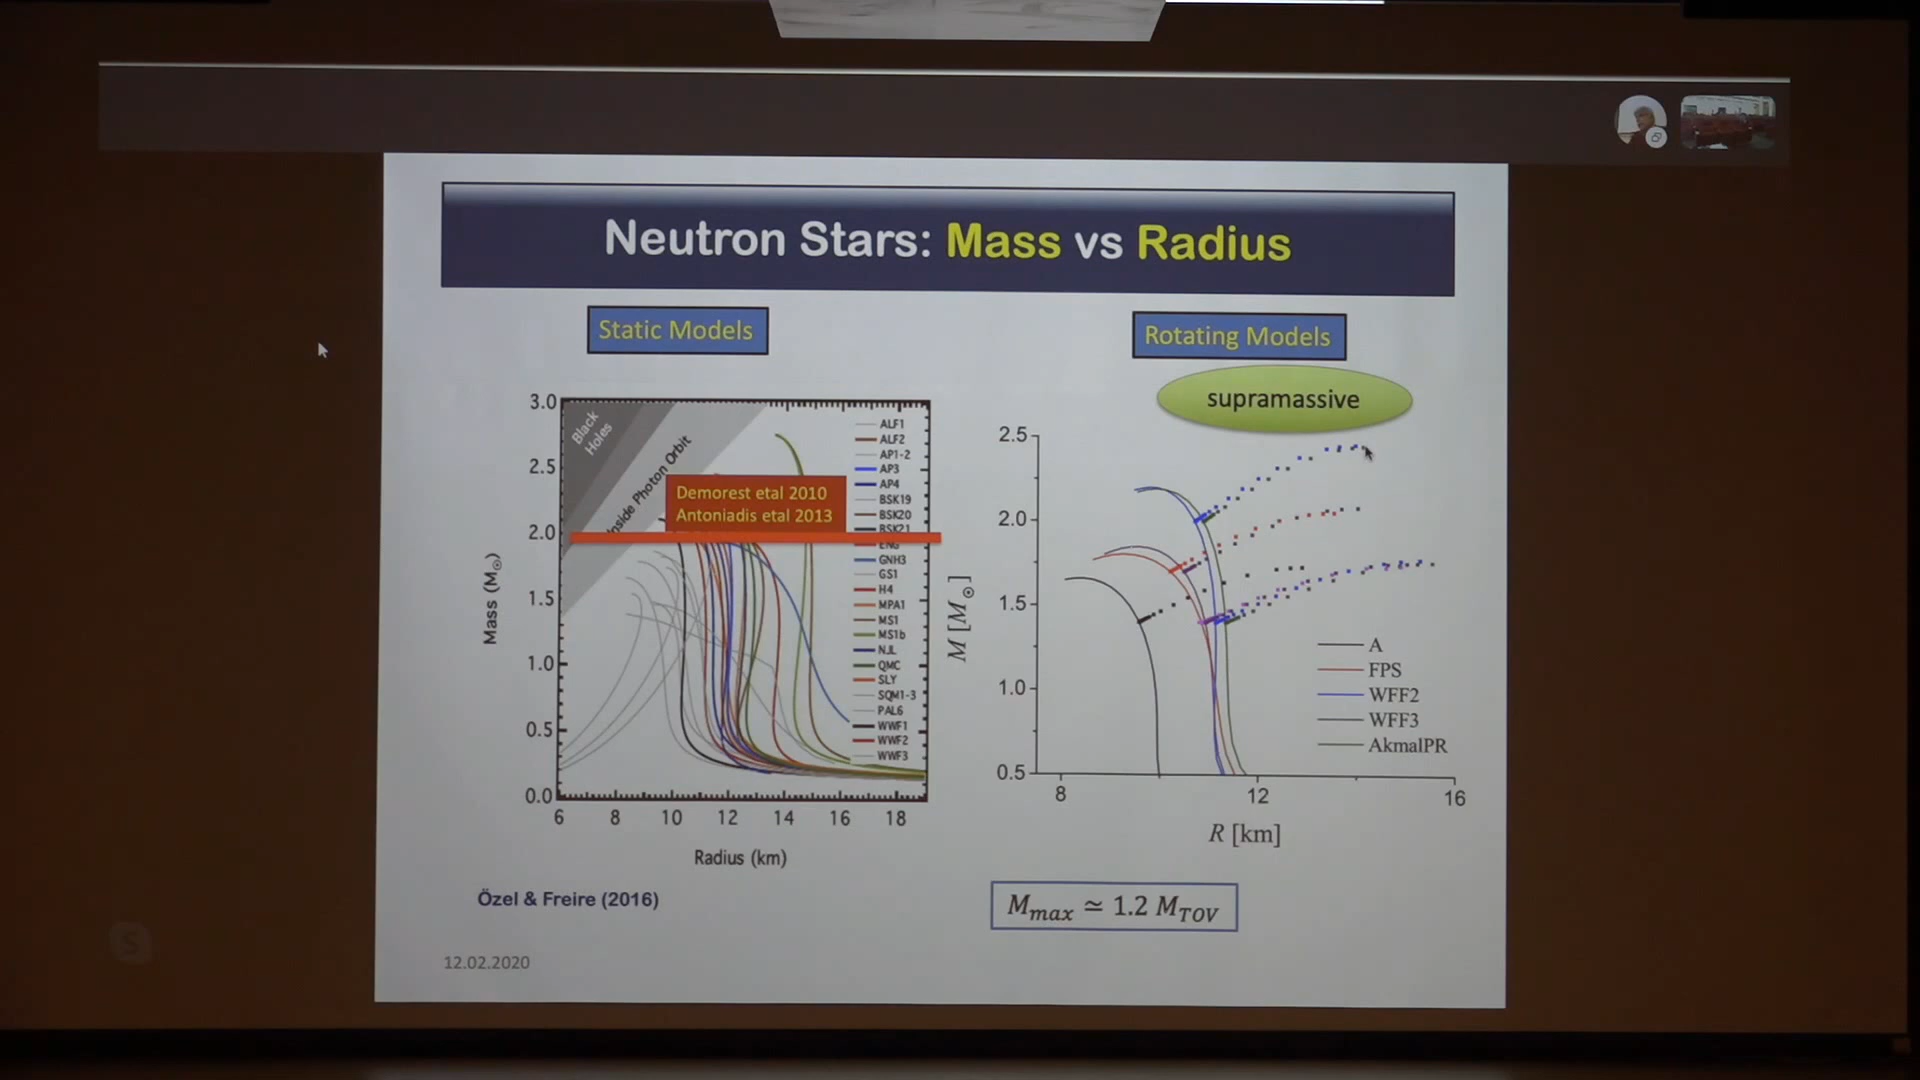 Neutron Stars: Mass vs Radius
Static Models
Rotating Models
supramassive
3.0
2.5
2.0
1.5
1.0
0.5
0.0
Mass (M☉)
Black
Holes
Inside Photon Orbit
Demorest etal 2010
Antoniadis etal 2013
ALF1
ALF2
AP1-2
AP3
AP4
BSK19
BSK20
BSK21
ENG
GNH3
GS1
H4
MPA1
MS1
MS1b
NJL
QMC
SLY
SQM1-3
PAL6
WWF1
WWF2
WWF3
6 8 10 12 14 16 18
Radius (km)
2.5
2.0
1.5
1.0
0.5
M [M☉]
A
FPS
WFF2
WFF3
AkmalPR
8 12 16
R [km]
Özel & Freire (2016)
M_max ≃ 1.2 M_TOV
12.02.2020
S